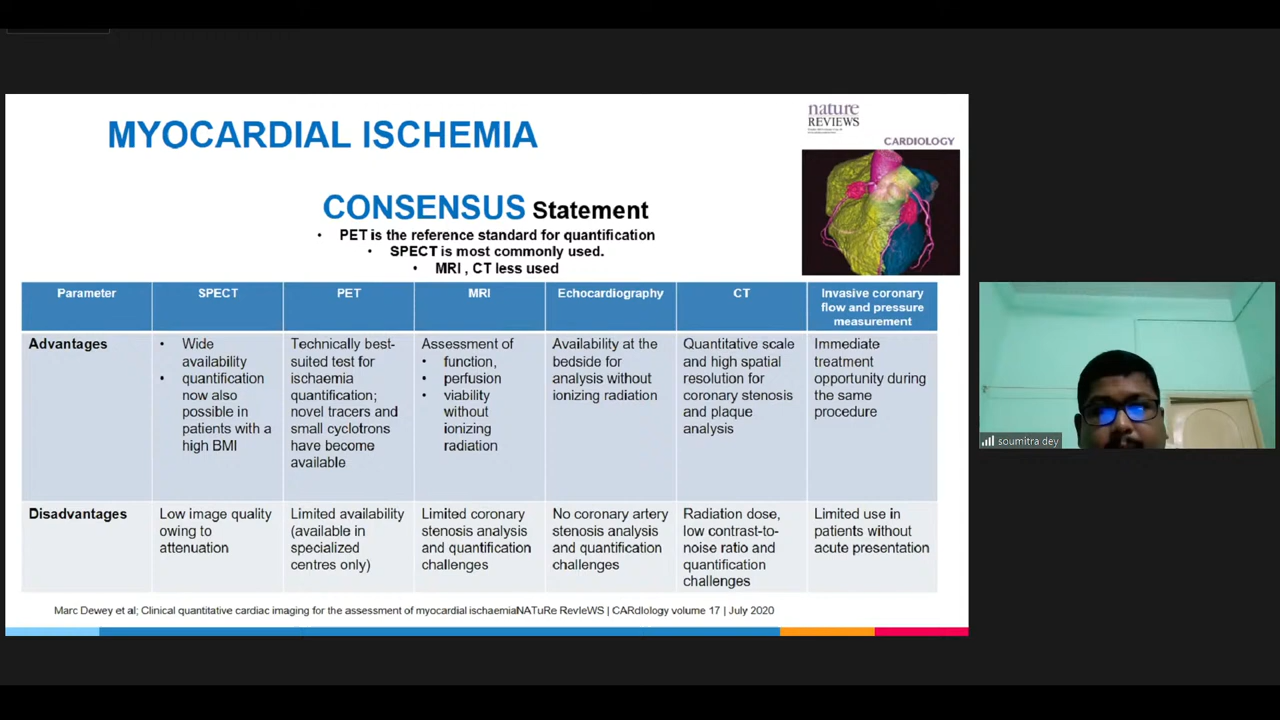 MYOCARDIAL ISCHEMIA
nature
REVIEWS
CARDIOLOGY
CONSENSUS Statement
• PET is the reference standard for quantification
• SPECT is most commonly used.
• MRI , CT less used
Parameter
SPECT
PET
MRI
Echocardiography
CT
Invasive coronary
flow and pressure
measurement
Advantages
• Wide
availability
• quantification
now also
possible in
patients with a
high BMI
Technically best-
suited test for
ischaemia
quantification;
novel tracers and
small cyclotrons
have become
available
Assessment of
• function,
• perfusion
• viability
without
ionizing
radiation
Availability at the
bedside for
analysis without
ionizing radiation
Quantitative scale
and high spatial
resolution for
coronary stenosis
and plaque
analysis
Immediate
treatment
opportunity during
the same
procedure
Disadvantages
Low image quality
owing to
attenuation
Limited availability
(available in
specialized
centres only)
Limited coronary
stenosis analysis
and quantification
challenges
No coronary artery
stenosis analysis
and quantification
challenges
Radiation dose,
low contrast-to-
noise ratio and
quantification
challenges
Limited use in
patients without
acute presentation
Marc Dewey et al; Clinical quantitative cardiac imaging for the assessment of myocardial ischaemiaNATuRe RevIeWS | CARdIology volume 17 | July 2020
soumitra dey